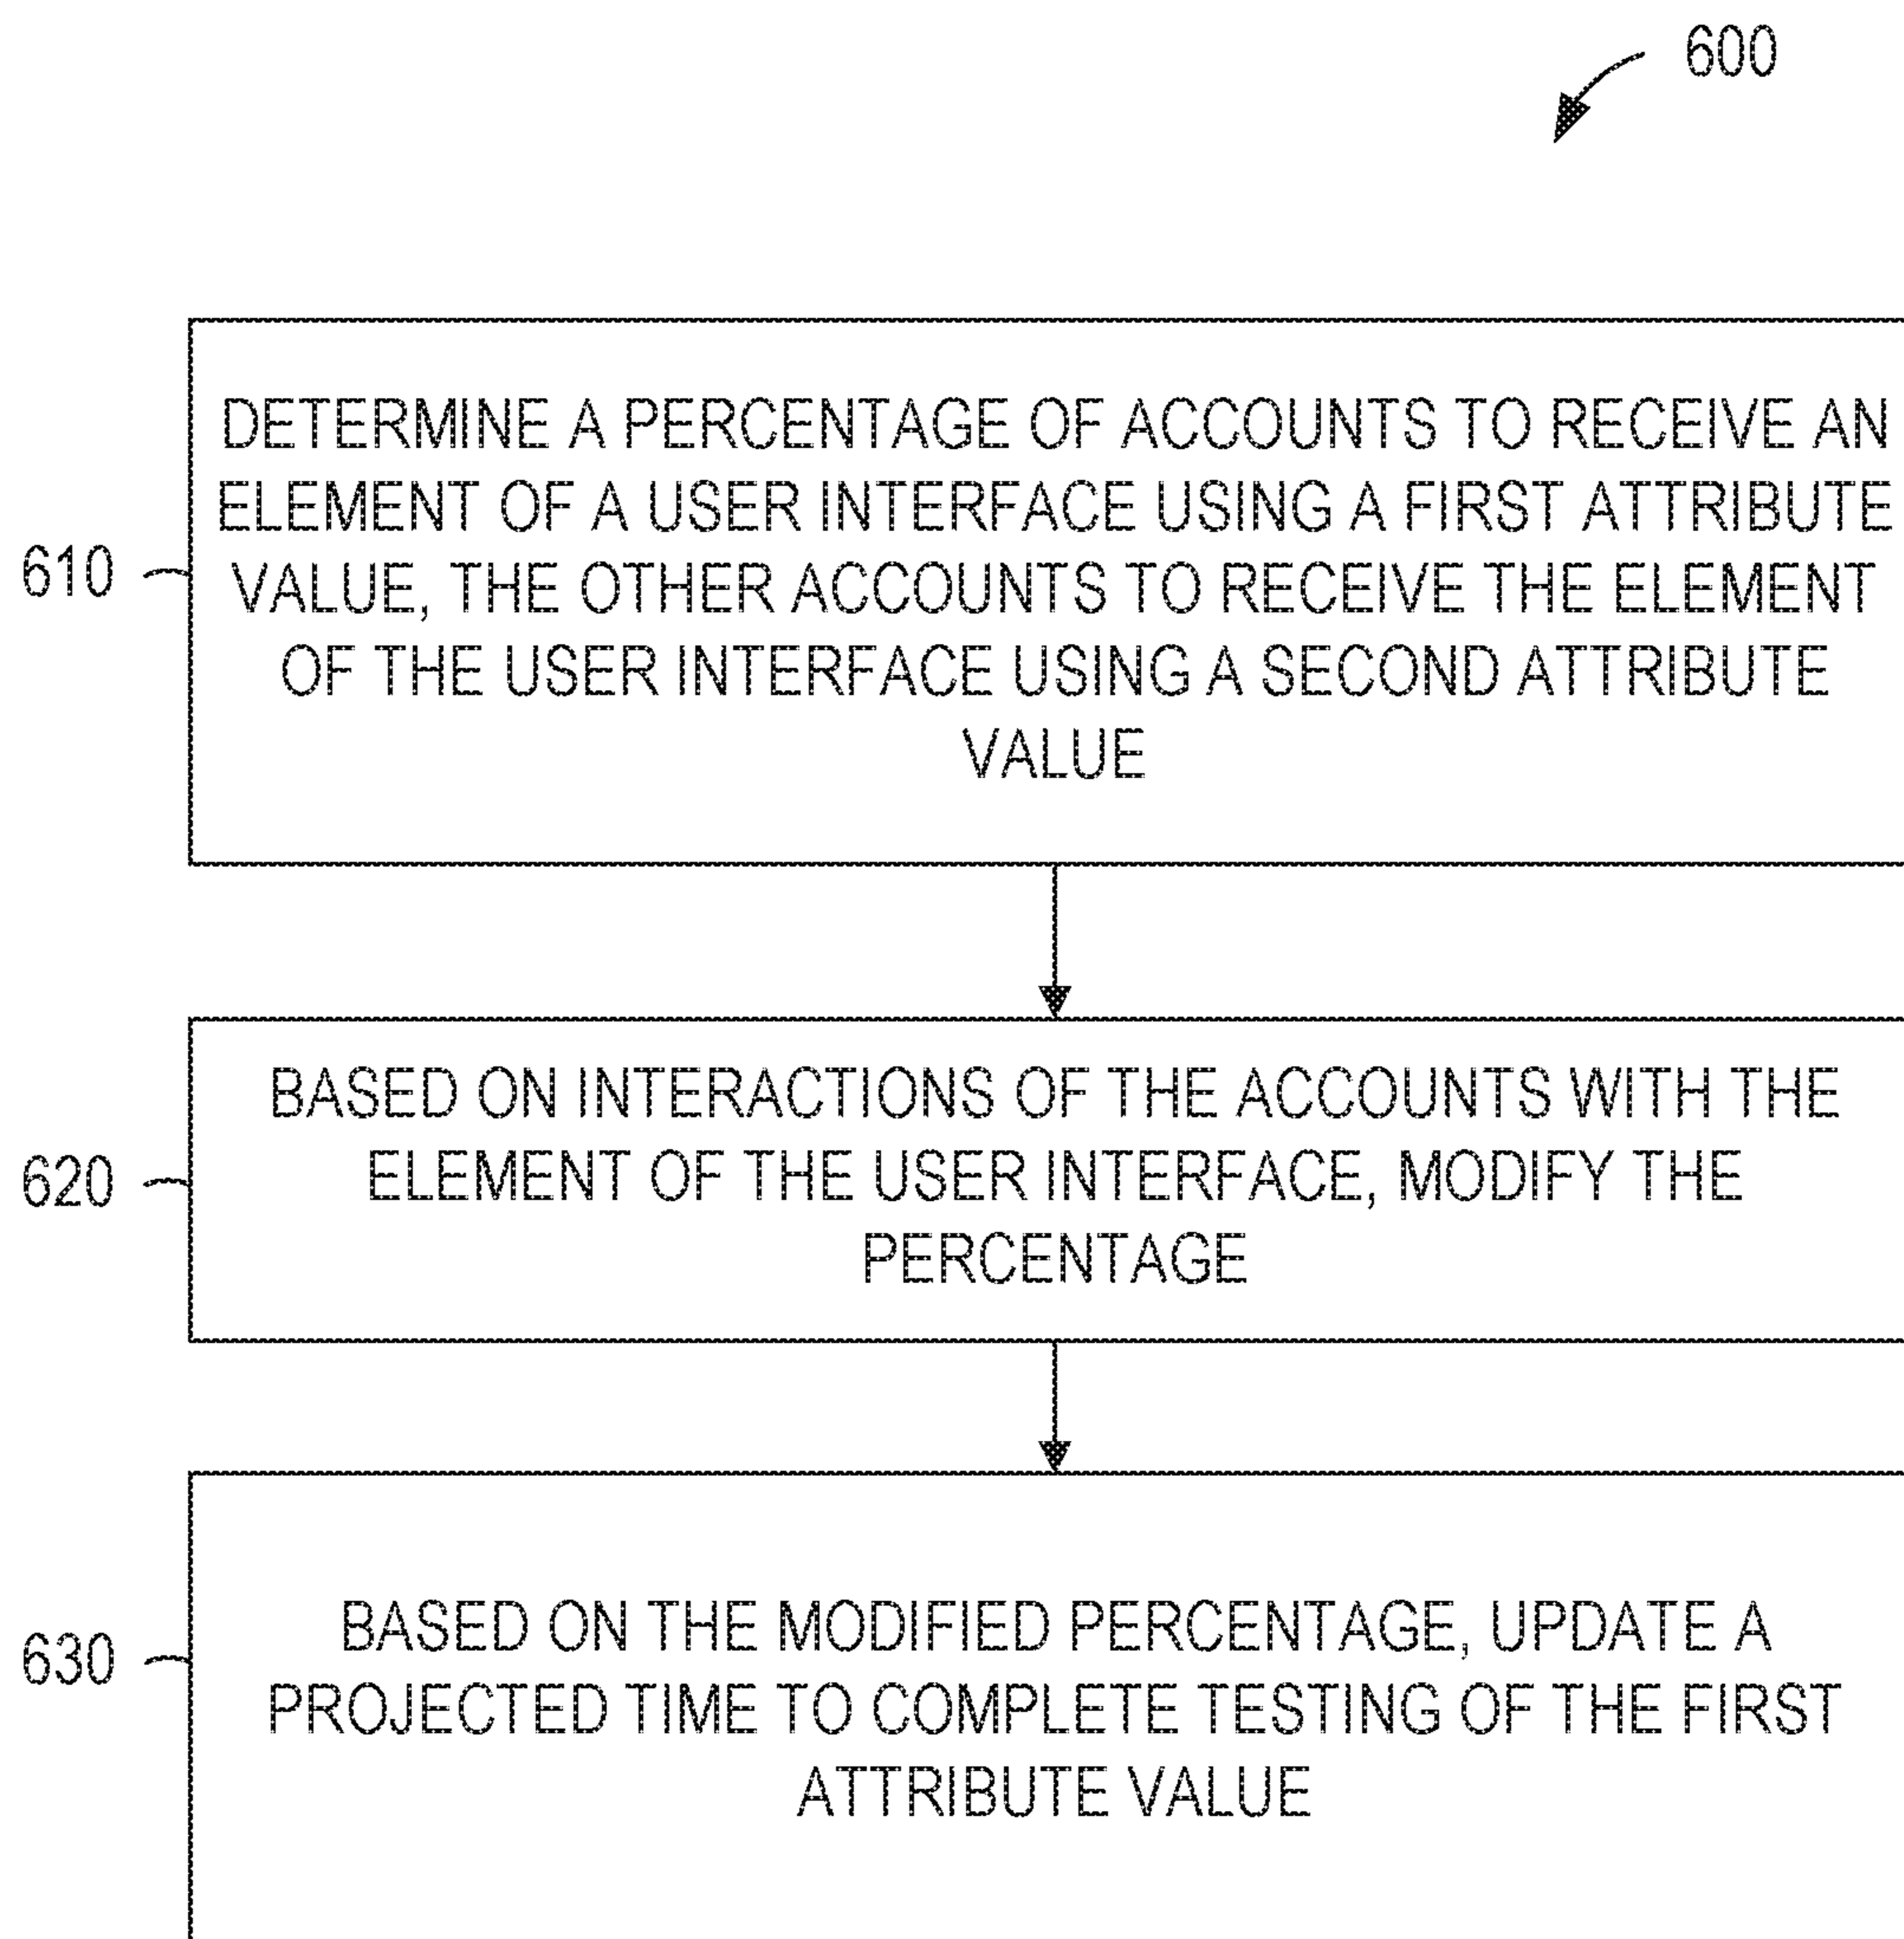 600
DETERMINE A PERCENTAGE OF ACCOUNTS TO RECEIVE AN
ELEMENT OF A USER INTERFACE USING A FIRST ATTRIBUTE
610
VALUE, THE OTHER ACCOUNTS TO RECEIVE THE ELEMENT
OF THE USER INTERFACE USING A SECOND ATTRIBUTE
VALUE
BASED ON INTERACTIONS OF THE ACCOUNTS WITH THE
620
ELEMENT OF THE USER INTERFACE, MODIFY THE
PERCENTAGE
BASED ON THE MODIFIED PERCENTAGE, UPDATE A
630
PROJECTED TIME TO COMPLETE TESTING OF THE FIRST
ATTRIBUTE VALUE